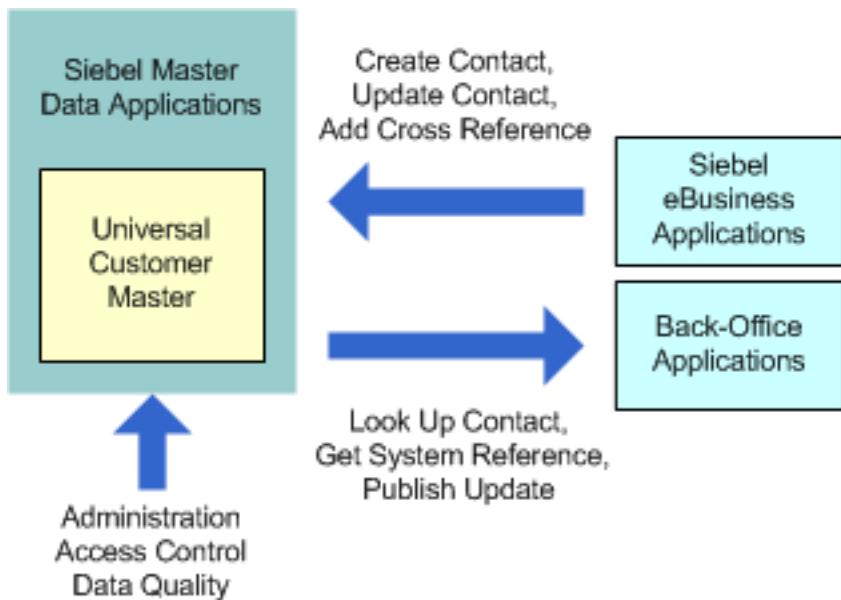 Siebel Master
Data Applications
Universal
Customer
Master
Create Contact,
Update Contact,
Add Cross Reference
Siebel
eBusiness
Applications
Back-Office
Applications
Look Up Contact,
Get System Reference,
Publish Update
Administration
Access Control
Data Quality